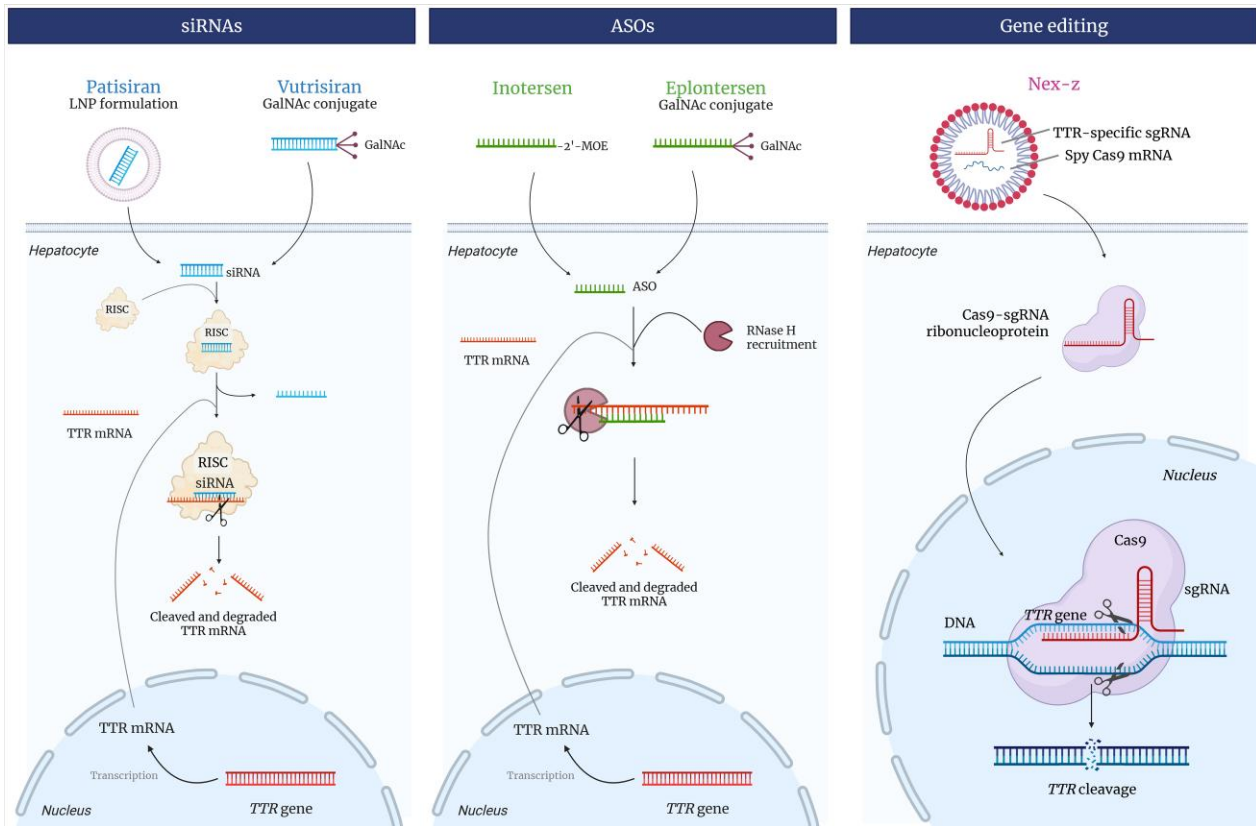 siRNAs
Patisiran
LNP formulation
Vutrisiran
GalNAc conjugate
GalNAc
Hepatocyte
siRNA
RISC
RISC
TTR mRNA
RISC
siRNA
Cleaved and degraded
TTR mRNA
TTR mRNA
Transcription
TTR gene
Nucleus
ASOs
Inotersen
Eplontersen
GalNAc conjugate
-2'-MOE
GalNAc
Hepatocyte
ASO
RNase H
recruitment
TTR mRNA
Cleaved and degraded
TTR mRNA
TTR mRNA
Transcription
TTR gene
Nucleus
Gene editing
Nex-z
TTR-specific sgRNA
Spy Cas9 mRNA
Hepatocyte
Cas9-sgRNA
ribonucleoprotein
Nucleus
Cas9
sgRNA
TTR gene
DNA
TTR cleavage